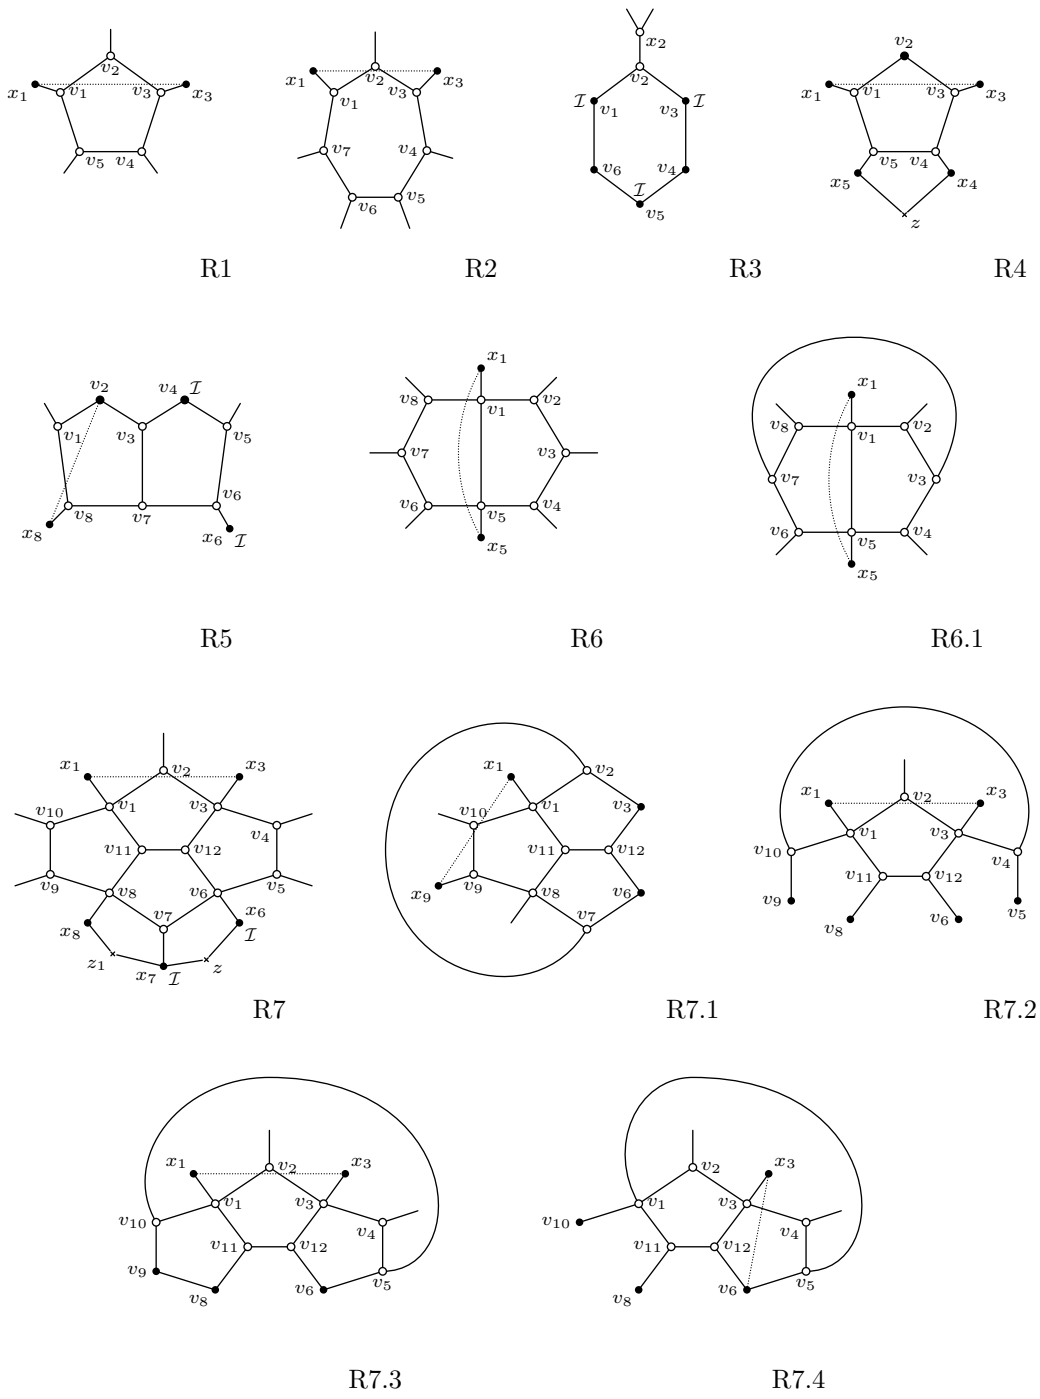 x1 v1 v2 v3 x3 v5 v4
R1
x1 v1 v2 v3 x3 v7 v4 v6 v5
R2
x2 v2 I v1 v3 I v6 v4 I v5
R3
v2 x1 v1 v3 x3 v5 v4 x5 x4 z
R4
v2 v4 I v1 v3 v5 v6 v8 v7 x8 x6 I
R5
x1 v8 v1 v2 v7 v3 v6 v5 v4 x5
R6
x1 v8 v1 v2 v7 v3 v6 v5 v4 x5
R6.1
x1 v2 x3 v10 v1 v3 v4 v11 v12 v9 v8 v6 v5 v7 x8 x6 I z1 x7 I z
R7
x1 v2 v10 v1 v3 v11 v12 v9 v8 v6 x9 v7
R7.1
x1 v2 x3 v1 v3 v10 v4 v11 v12 v9 v8 v6 v5
R7.2
x1 v2 x3 v1 v3 v10 v4 v11 v12 v9 v8 v6 v5
R7.3
v2 x3 v1 v3 v10 v4 v11 v12 v8 v6 v5
R7.4